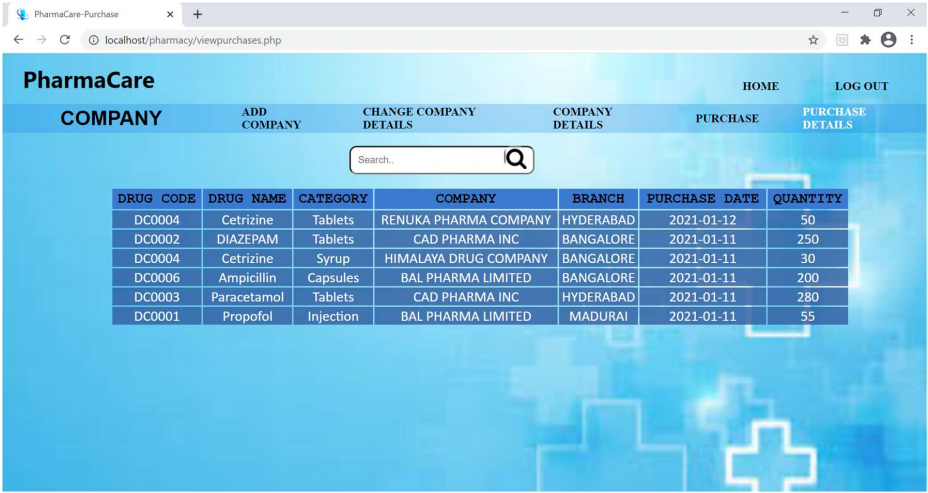 PharmaCare-Purchase
localhost/pharmacy/viewpurchases.php
PharmaCare
HOME LOG OUT
COMPANY ADD COMPANY CHANGE COMPANY DETAILS COMPANY DETAILS PURCHASE PURCHASE DETAILS
Search..
DRUG CODE DRUG NAME CATEGORY COMPANY BRANCH PURCHASE DATE QUANTITY
DC0004 Cetrizine Tablets RENUKA PHARMA COMPANY HYDERABAD 2021-01-12 50
DC0002 DIAZEPAM Tablets CAD PHARMA INC BANGALORE 2021-01-11 250
DC0004 Cetrizine Syrup HIMALAYA DRUG COMPANY BANGALORE 2021-01-11 30
DC0006 Ampicillin Capsules BAL PHARMA LIMITED BANGALORE 2021-01-11 200
DC0003 Paracetamol Tablets CAD PHARMA INC HYDERABAD 2021-01-11 280
DC0001 Propofol Injection BAL PHARMA LIMITED MADURAI 2021-01-11 55